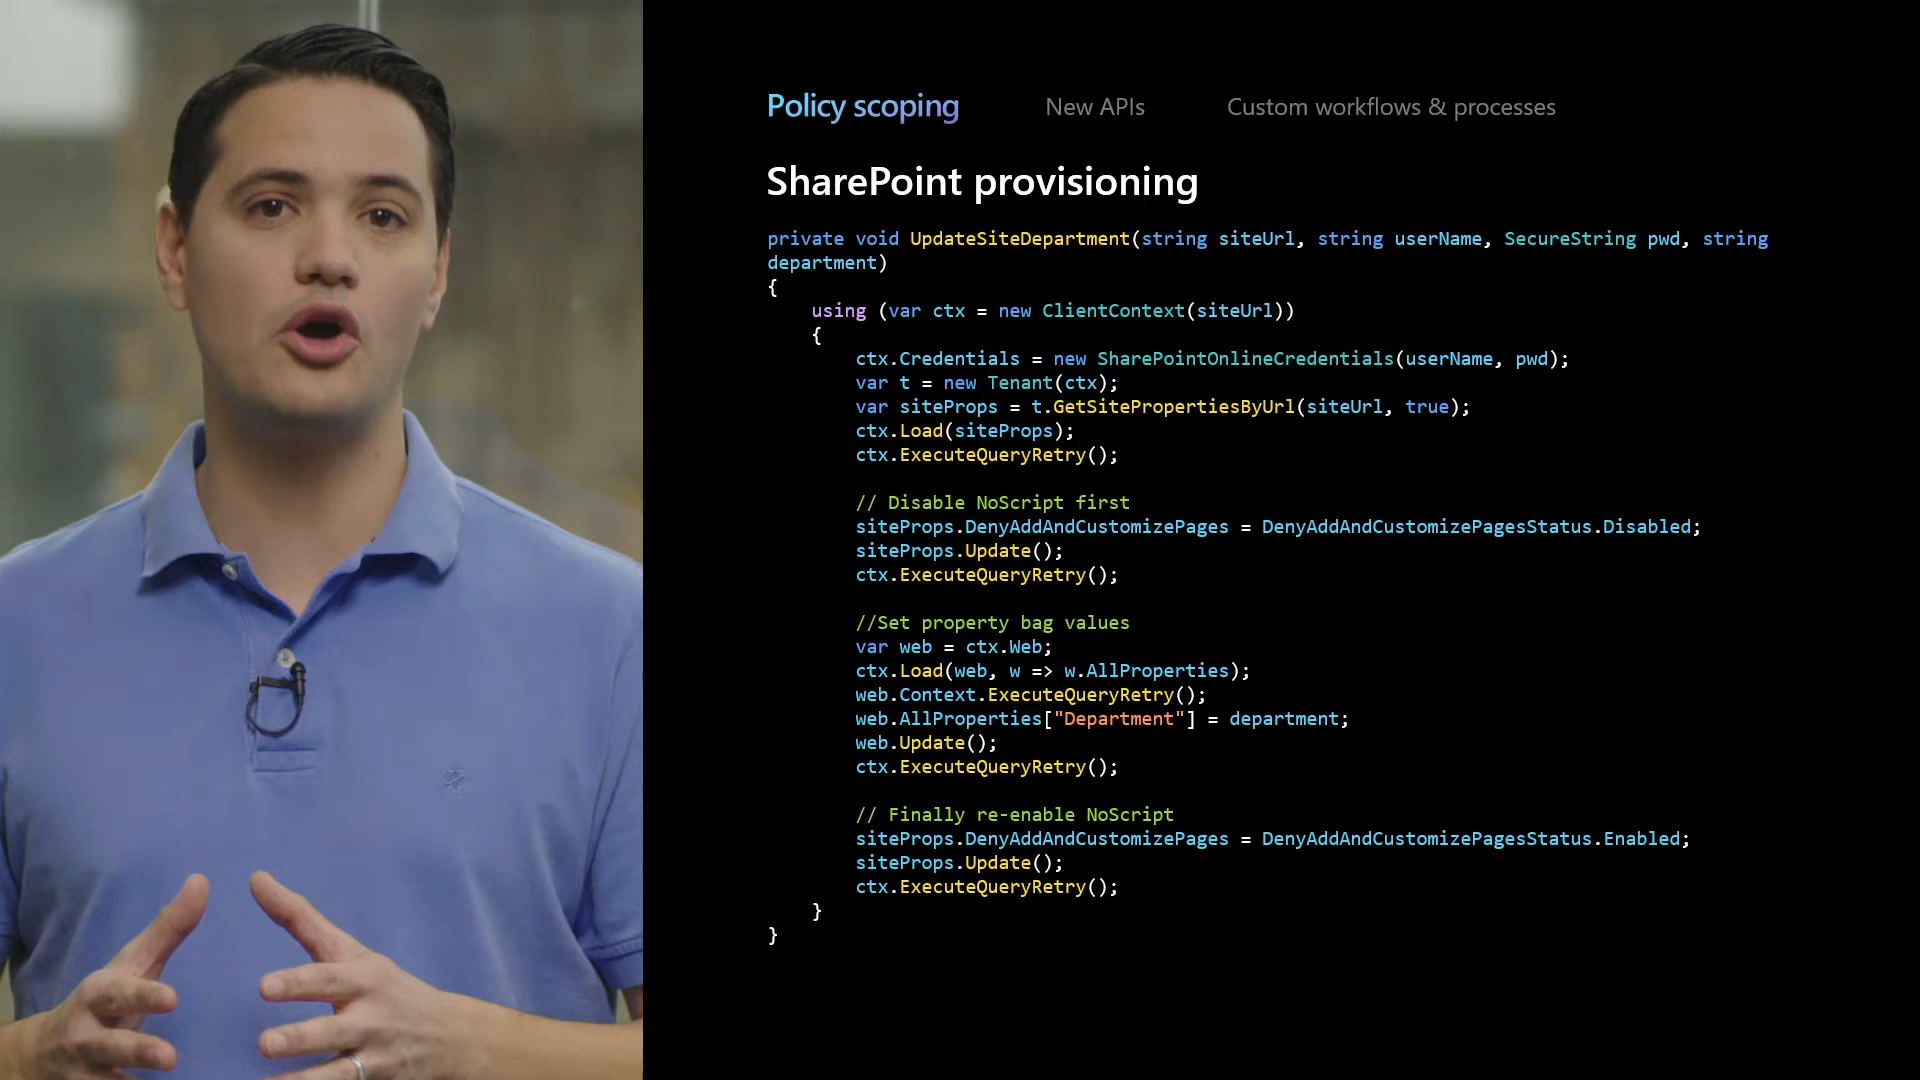 Policy scoping
New APIs
Custom workflows & processes
SharePoint provisioning
private void UpdateSiteDepartment(string siteUrl, string userName, SecureString pwd, string
department)
{
    using (var ctx = new ClientContext(siteUrl))
    {
        ctx.Credentials = new SharePointOnlineCredentials(userName, pwd);
        var t = new Tenant(ctx);
        var siteProps = t.GetSitePropertiesByUrl(siteUrl, true);
        ctx.Load(siteProps);
        ctx.ExecuteQueryRetry();

        // Disable NoScript first
        siteProps.DenyAddAndCustomizePages = DenyAddAndCustomizePagesStatus.Disabled;
        siteProps.Update();
        ctx.ExecuteQueryRetry();

        //Set property bag values
        var web = ctx.Web;
        ctx.Load(web, w => w.AllProperties);
        web.Context.ExecuteQueryRetry();
        web.AllProperties["Department"] = department;
        web.Update();
        ctx.ExecuteQueryRetry();

        // Finally re-enable NoScript
        siteProps.DenyAddAndCustomizePages = DenyAddAndCustomizePagesStatus.Enabled;
        siteProps.Update();
        ctx.ExecuteQueryRetry();
    }
}